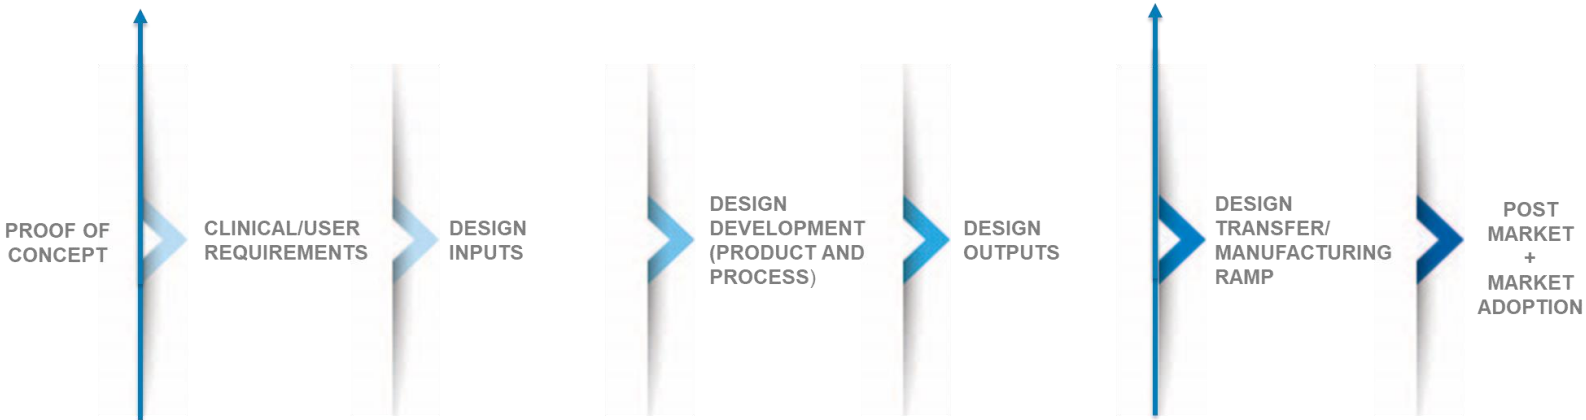 PROOF OF
CONCEPT
CLINICAL/USER
REQUIREMENTS
DESIGN
INPUTS
DESIGN
DEVELOPMENT
(PRODUCT AND
PROCESS)
DESIGN
OUTPUTS
DESIGN
TRANSFER/
MANUFACTURING
RAMP
POST
MARKET
+
MARKET
ADOPTION